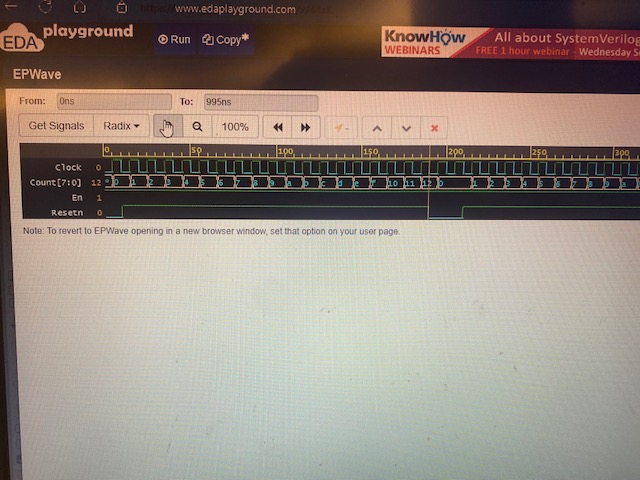 www.edaplayground.com
EDA playground Run Copy*
KnowHow WEBINARS
All about SystemVerilog
FREE 1 hour webinar - Wednesday
EPWave
From: 0ns To: 995ns
Get Signals Radix 100%
0 50 100 150 200 250 300
Clock 0
Count[7:0] 12 * 0 1 2 3 4 5 6 7 8 9 a b c d e f 10 11 12 0 1 2 3 4 5 6 7 8 9 a
En 1
Resetn 0
Note: To revert to EPWave opening in a new browser window, set that option on your user page.